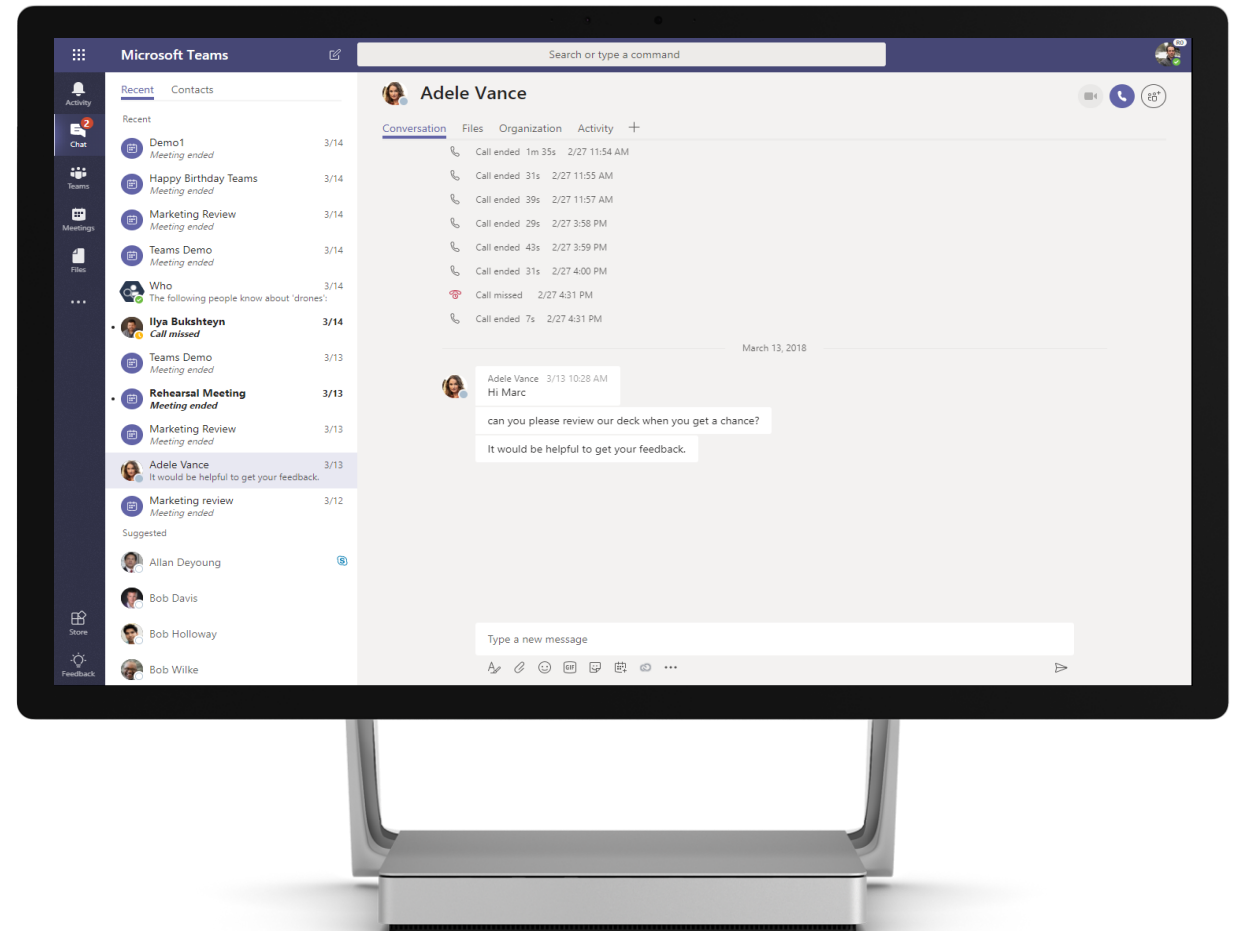 Microsoft Teams
Search or type a command
RO
Activity
2
Chat
Teams
Meetings
Files
Store
Feedback
Recent Contacts
Recent
Demo1 3/14
Meeting ended
Happy Birthday Teams 3/14
Meeting ended
Marketing Review 3/14
Meeting ended
Teams Demo 3/14
Meeting ended
Who 3/14
The following people know about 'drones':
Ilya Bukshteyn 3/14
Call missed
Teams Demo 3/13
Meeting ended
Rehearsal Meeting 3/13
Meeting ended
Marketing Review 3/13
Meeting ended
Adele Vance 3/13
It would be helpful to get your feedback.
Marketing review 3/12
Meeting ended
Suggested
Allan Deyoung
Bob Davis
Bob Holloway
Bob Wilke
Adele Vance
Conversation Files Organization Activity
Call ended 1m 35s 2/27 11:54 AM
Call ended 31s 2/27 11:55 AM
Call ended 39s 2/27 11:57 AM
Call ended 29s 2/27 3:58 PM
Call ended 43s 2/27 3:59 PM
Call ended 31s 2/27 4:00 PM
Call missed 2/27 4:31 PM
Call ended 7s 2/27 4:31 PM
March 13, 2018
Adele Vance 3/13 10:28 AM
Hi Marc
can you please review our deck when you get a chance?
It would be helpful to get your feedback.
Type a new message
GIF